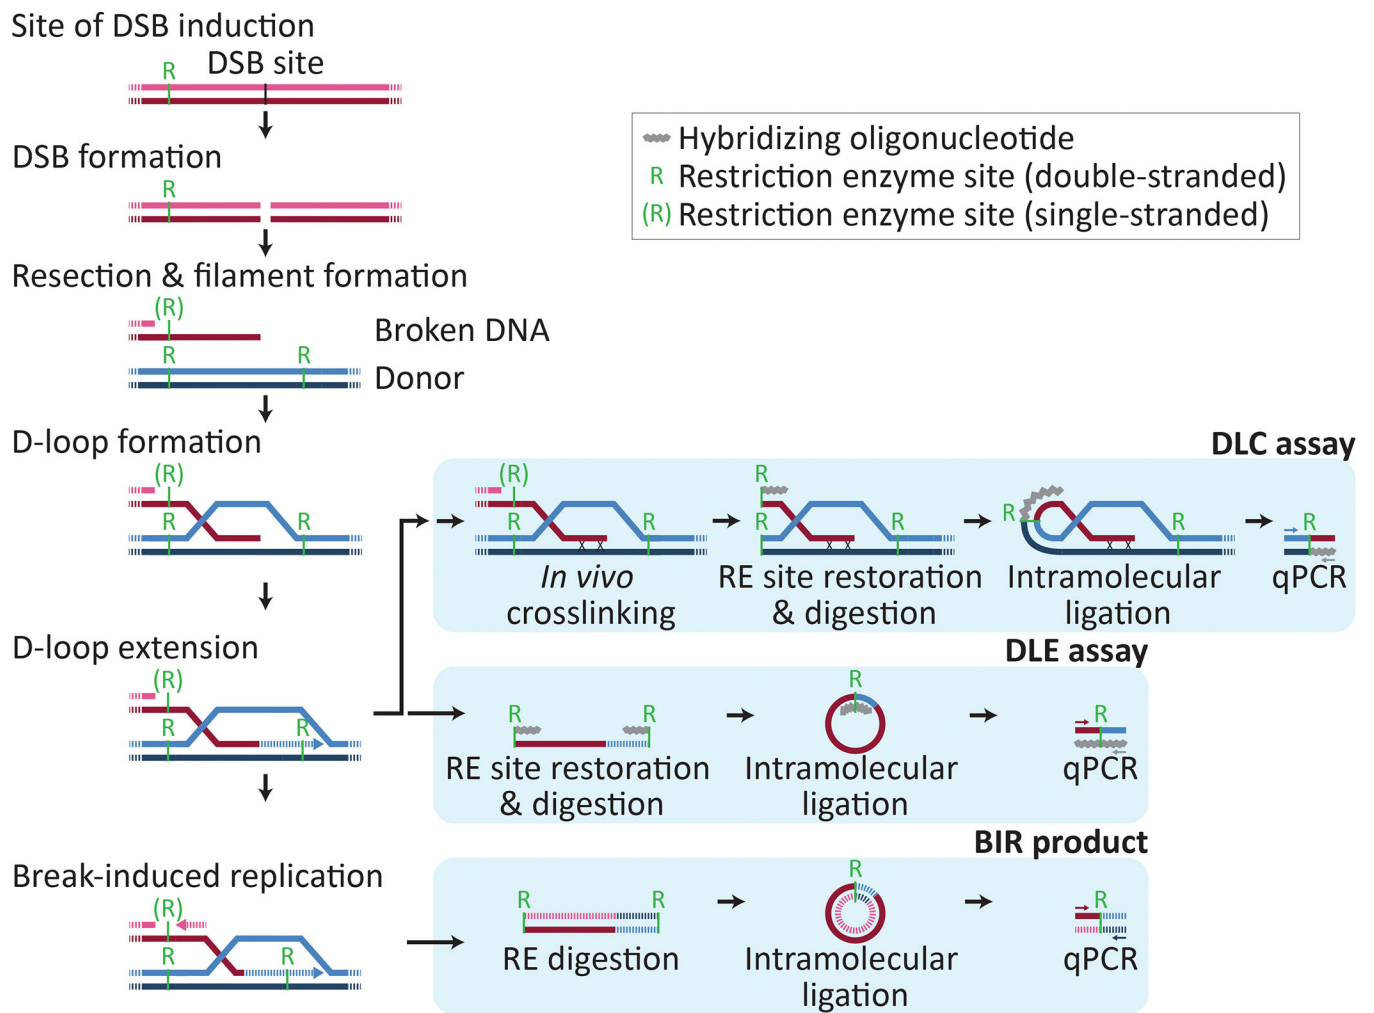 Site of DSB induction
DSB site
R
DSB formation
R
Resection & filament formation
(R)
Broken DNA
R R
Donor
Hybridizing oligonucleotide
R Restriction enzyme site (double-stranded)
(R) Restriction enzyme site (single-stranded)
D-loop formation
(R)
R R
DLC assay
(R)
R R
In vivo
crosslinking
R
R R
RE site restoration
& digestion
R R
Intramolecular
ligation
R
qPCR
D-loop extension
(R)
R R
DLE assay
R R
RE site restoration
& digestion
R
Intramolecular
ligation
R
qPCR
Break-induced replication
(R)
R R
BIR product
R R
RE digestion
R
Intramolecular
ligation
R
qPCR